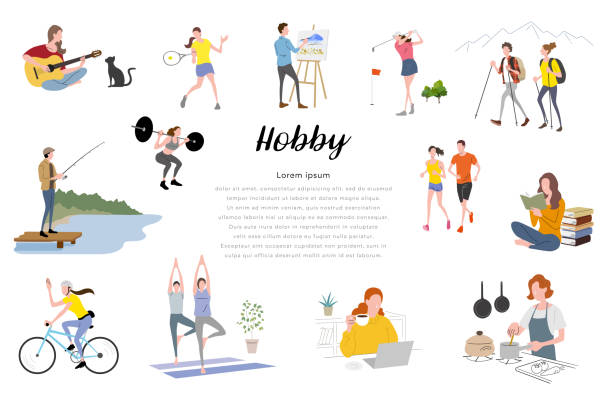 Hobby
Lorem ipsum
dolor sit amet, consectetur adipiscing elit, sed do eiusmod
tempor incididunt ut labore et dolore magna aliqua. Ut
enim ad minim veniam, quis nostrud exercitation ullamco
laboris nisi ut aliquip ex ea commodo consequat. Duis
aute irure dolor in reprehenderit in voluptate velit esse
cillum dolore eu fugiat nulla pariatur.
Excepteur sint occaecat cupidatat non proident, sunt in
culpa qui officia deserunt mollit anim id est laborum.